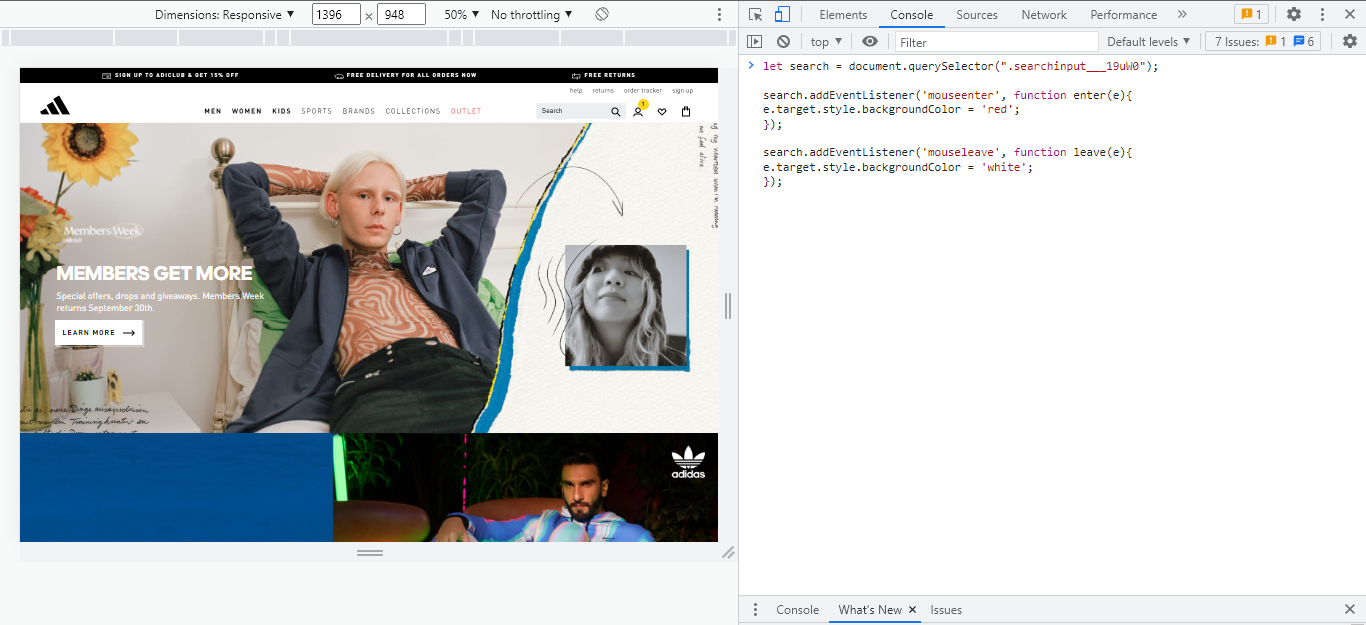 Dimensions: Responsive ▼ 1396 x 948 50% ▼ No throttling ▼
SIGN UP TO ADICLUB & GET 15% OFF FREE DELIVERY FOR ALL ORDERS NOW FREE RETURNS
help returns order tracker sign up
MEN WOMEN KIDS SPORTS BRANDS COLLECTIONS OUTLET Search 1
Members Week
MEMBERS GET MORE
Special offers, drops and giveaways. Members Week
returns September 30th.
LEARN MORE
adidas
Elements Console Sources Network Performance » 1
top ▼ Filter Default levels ▼ 7 Issues: 1 6
let search = document.querySelector(".searchinput___19uW0");
search.addEventListener('mouseenter', function enter(e){
e.target.style.backgroundColor = 'red';
});
search.addEventListener('mouseleave', function leave(e){
e.target.style.backgroundColor = 'white';
});
Console What's New × Issues